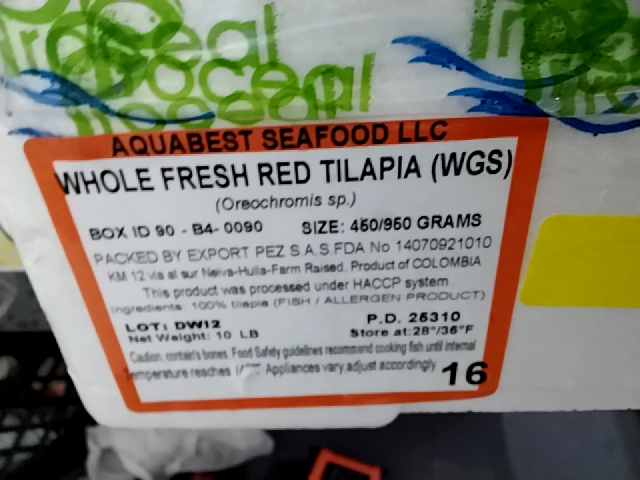 AQUABEST SEAFOOD LLC
WHOLE FRESH RED TILAPIA (WGS)
(Oreochromis sp.)
BOX ID 90 - B4- 0090 SIZE: 450/950 GRAMS
PACKED BY EXPORT PEZ S.A.S.FDA No 14070921010
KM 12 via al sur Neiva-Huila-Farm Raised. Product of COLOMBIA
This product was processed under HACCP system
Ingredients: 100% tilapia (FISH / ALLERGEN PRODUCT)
LOT: DW12 P.D. 25310
Net Weight: 10 LB Store at:28°/36°F
Caution, contain's bones. Food Safety guidelines recommend cooking fish until internal
Temperature reaches Appliances vary, adjust accordingly
16